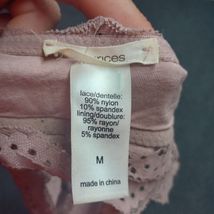 lace/dentelle:
90% nylon
10% spandex
lining/doublure:
95% rayon/
rayonne
5% spandex
M
made in china